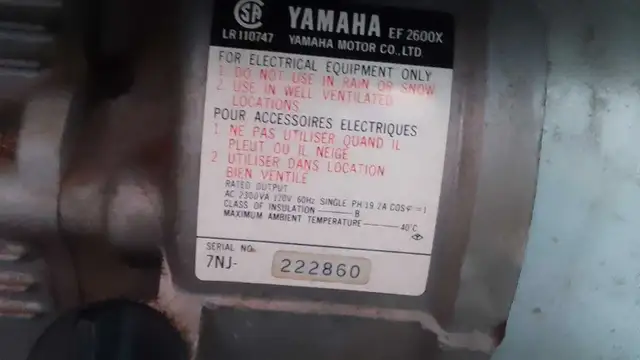 SA YAMAHA EF 2600X
LR 110747 YAMAHA MOTOR CO., LTD.
FOR ELECTRICAL EQUIPMENT ONLY
1. DO NOT USE IN RAIN OR SNOW
2. USE IN WELL VENTILATED
LOCATIONS
POUR ACCESSOIRES ELECTRIQUES
1 NE PAS UTILISER QUAND IL
PLEUT OU IL NEIGE
2 UTILISER DANS LOCATION
BIEN VENTILÉ
RATED OUTPUT
AC 2300VA 120V 60Hz SINGLE PH 19.2A COSφ=1
CLASS OF INSULATION B
MAXIMUM AMBIENT TEMPERATURE 40°C
SERIAL NO.
7NJ- 222860